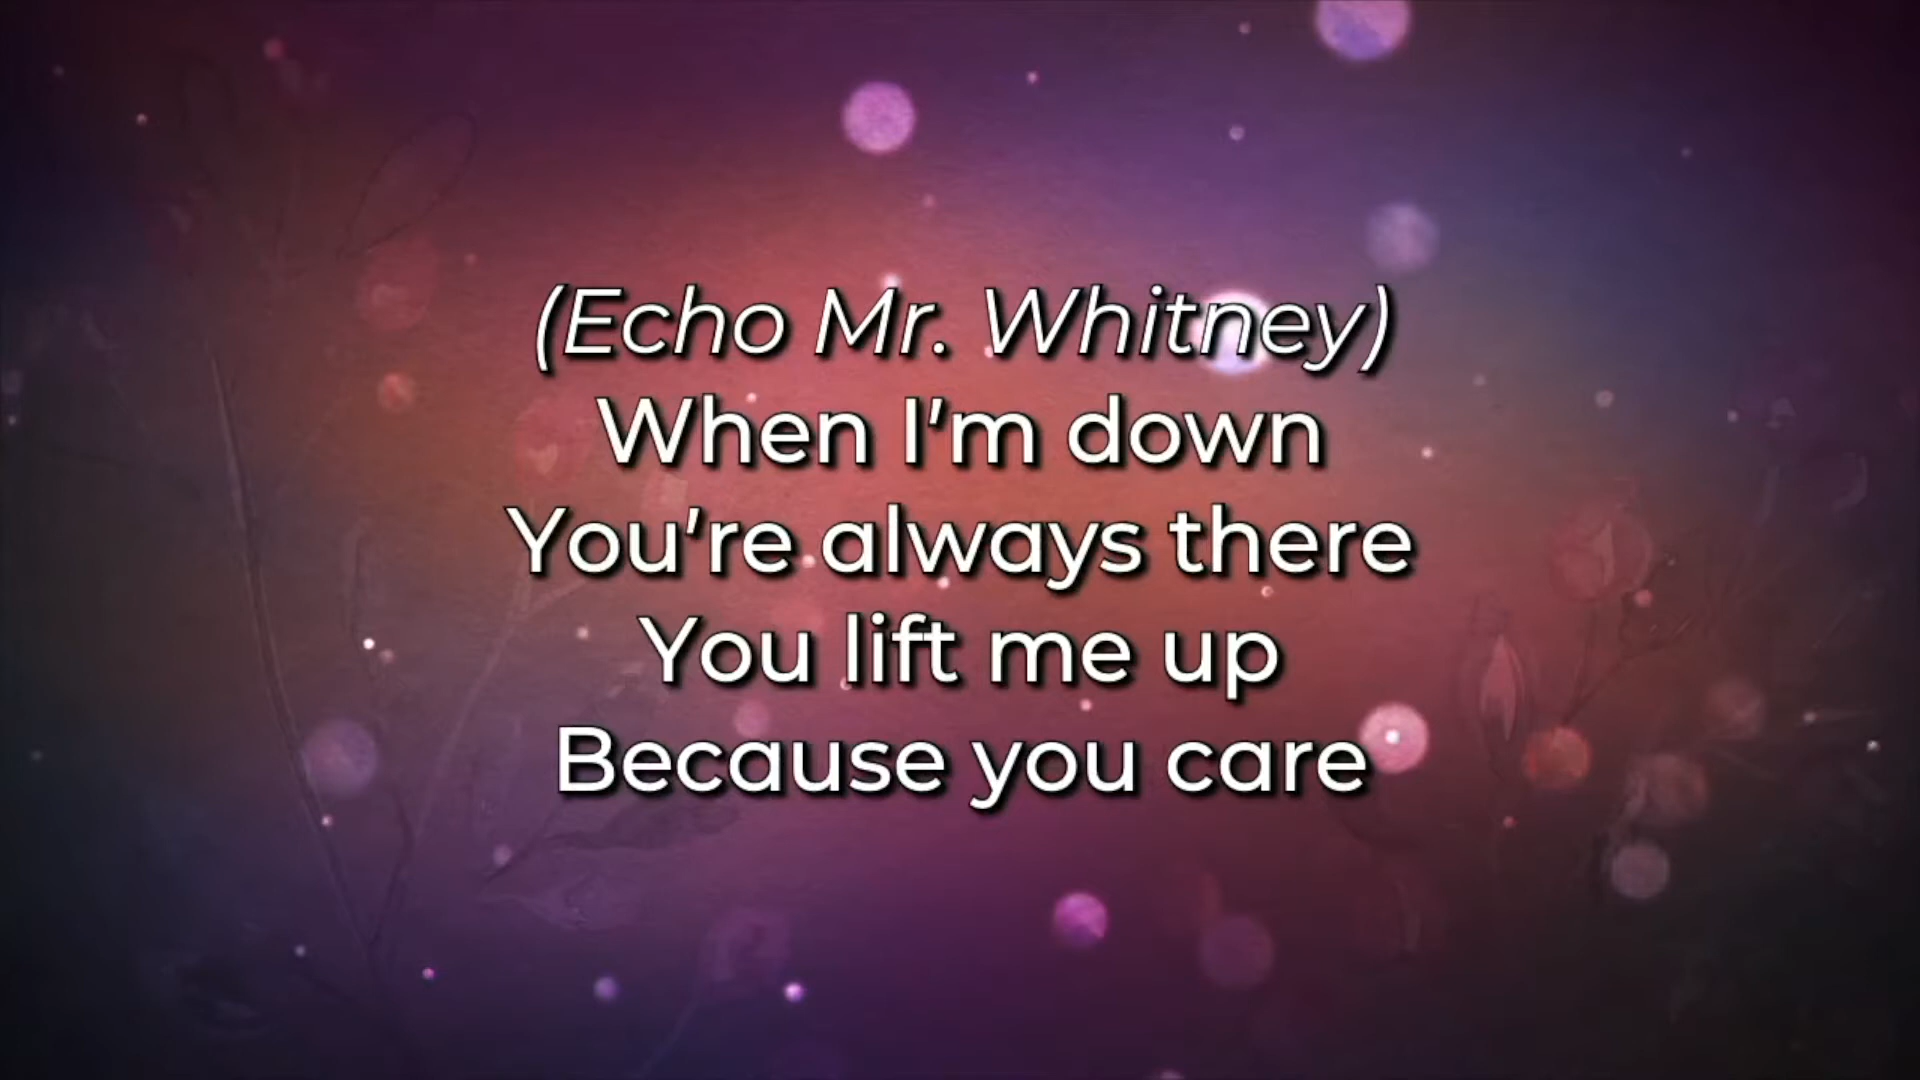 (Echo Mr. Whitney)
When I'm down
You're always there
You lift me up
Because you care